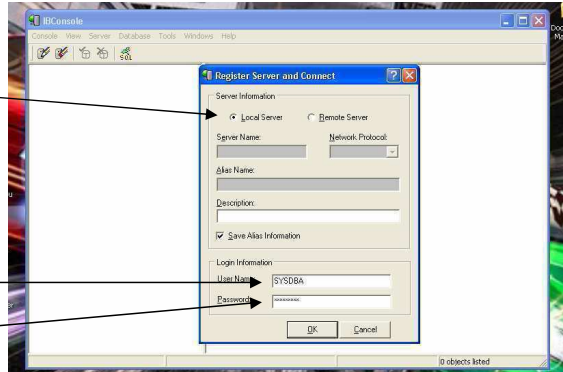 IBConsole
Console View Server Database Tools Windows Help
SQL
Register Server and Connect
Server Information
Local Server Remote Server
Server Name: Network Protocol:
Alias Name:
Description:
Save Alias Information
Login Information
User Name: SYSDBA
Password: ********
OK Cancel
0 objects listed